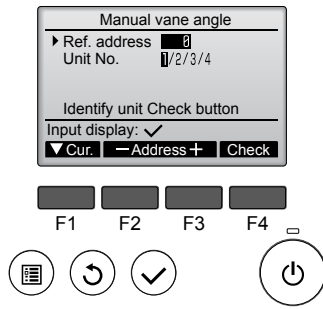 Manual vane angle
Ref. address 0
Unit No. 1/2/3/4
Identify unit Check button
Input display: ✓
▼Cur. －Address＋ Check
F1 F2 F3 F4